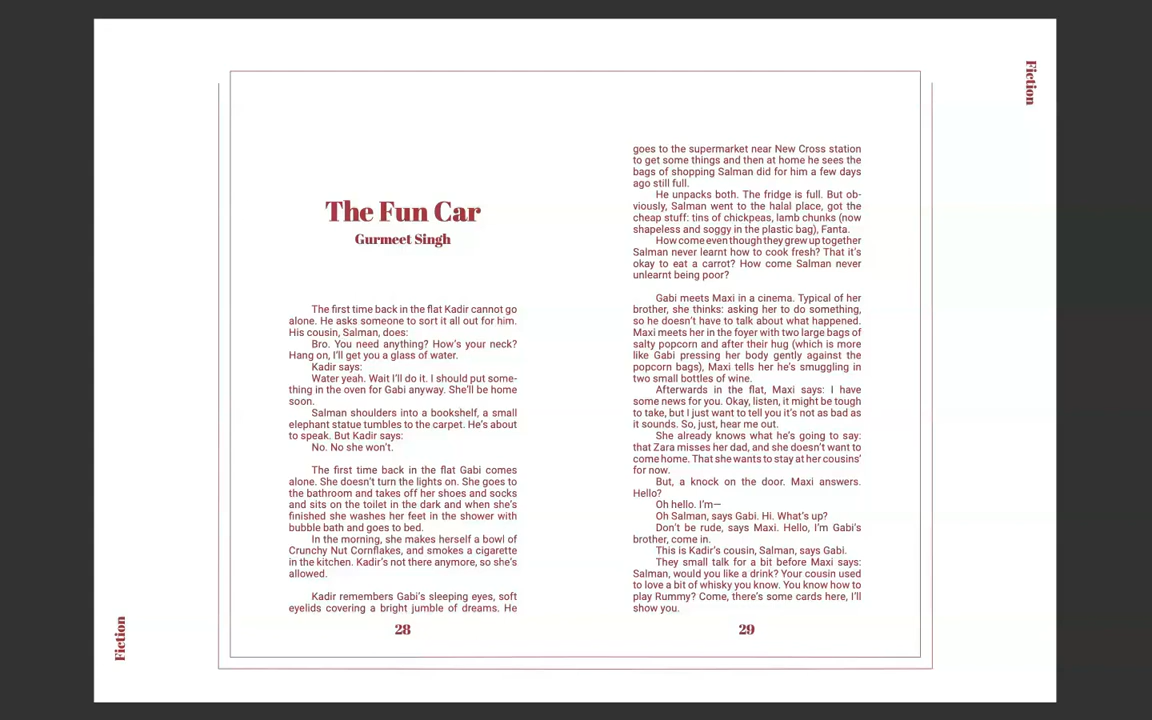 Fiction
The Fun Car
Gurmeet Singh
The first time back in the flat Kadir cannot go
alone. He asks someone to sort it all out for him.
His cousin, Salman, does:
Bro. You need anything? How's your neck?
Hang on, I'll get you a glass of water.
Kadir says:
Water yeah. Wait I'll do it. I should put some-
thing in the oven for Gabi anyway. She'll be home
soon.
Salman shoulders into a bookshelf, a small
elephant statue tumbles to the carpet. He's about
to speak. But Kadir says:
No. No she won't.
The first time back in the flat Gabi comes
alone. She doesn't turn the lights on. She goes to
the bathroom and takes off her shoes and socks
and sits on the toilet in the dark and when she's
finished she washes her feet in the shower with
bubble bath and goes to bed.
In the morning, she makes herself a bowl of
Crunchy Nut Cornflakes, and smokes a cigarette
in the kitchen. Kadir's not there anymore, so she's
allowed.
Kadir remembers Gabi's sleeping eyes, soft
eyelids covering a bright jumble of dreams. He
28
goes to the supermarket near New Cross station
to get some things and then at home he sees the
bags of shopping Salman did for him a few days
ago still full.
He unpacks both. The fridge is full. But ob-
viously, Salman went to the halal place, got the
cheap stuff: tins of chickpeas, lamb chunks (now
shapeless and soggy in the plastic bag), Fanta.
How come even though they grew up together
Salman never learnt how to cook fresh? That it's
okay to eat a carrot? How come Salman never
unlearnt being poor?
Gabi meets Maxi in a cinema. Typical of her
brother, she thinks: asking her to do something,
so he doesn't have to talk about what happened.
Maxi meets her in the foyer with two large bags of
salty popcorn and after their hug (which is more
like Gabi pressing her body gently against the
popcorn bags), Maxi tells her he's smuggling in
two small bottles of wine.
Afterwards in the flat, Maxi says: I have
some news for you. Okay, listen, it might be tough
to take, but I just want to tell you it's not as bad as
it sounds. So, just, hear me out.
She already knows what he's going to say:
that Zara misses her dad, and she doesn't want to
come home. That she wants to stay at her cousins'
for now.
But, a knock on the door. Maxi answers.
Hello?
Oh hello. I'm—
Oh Salman, says Gabi. Hi. What's up?
Don't be rude, says Maxi. Hello, I'm Gabi's
brother, come in.
This is Kadir's cousin, Salman, says Gabi.
They small talk for a bit before Maxi says:
Salman, would you like a drink? Your cousin used
to love a bit of whisky you know. You know how to
play Rummy? Come, there's some cards here, I'll
show you.
29
Fiction